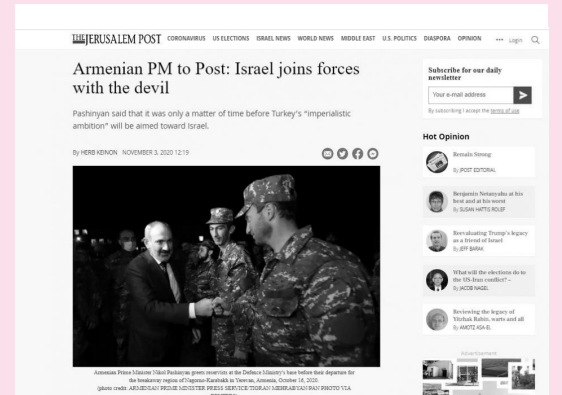 THE JERUSALEM POST CORONAVIRUS US ELECTIONS ISRAEL NEWS WORLD NEWS MIDDLE EAST U.S. POLITICS DIASPORA OPINION ••• Login
Armenian PM to Post: Israel joins forces
with the devil
Pashinyan said that it was only a matter of time before Turkey's "imperialistic
ambition" will be aimed toward Israel.
By HERB KEINON NOVEMBER 3, 2020 12:19
Armenian Prime Minister Nikol Pashinyan greets reservists at the Defence Ministry's base before their departure for
the breakaway region of Nagorno-Karabakh in Yerevan, Armenia, October 16, 2020.
(photo credit: ARMENIAN PRIME MINISTER PRESS SERVICE/TIGRAN MEHRABYAN/PAN PHOTO VIA
Subscribe for our daily
newsletter
Your e-mail address
By subscribing I accept the terms of use
Hot Opinion
Remain Strong
By JPOST EDITORIAL
Benjamin Netanyahu at his
best and at his worst
By SUSAN HATTIS ROLEF
Reevaluating Trump's legacy
as a friend of Israel
By JEFF BARAK
What will the elections do to
the US-Iran conflict? –
By JACOB NAGEL
Reviewing the legacy of
Yitzhak Rabin, warts and all
By AMOTZ ASA-EL
Advertisement